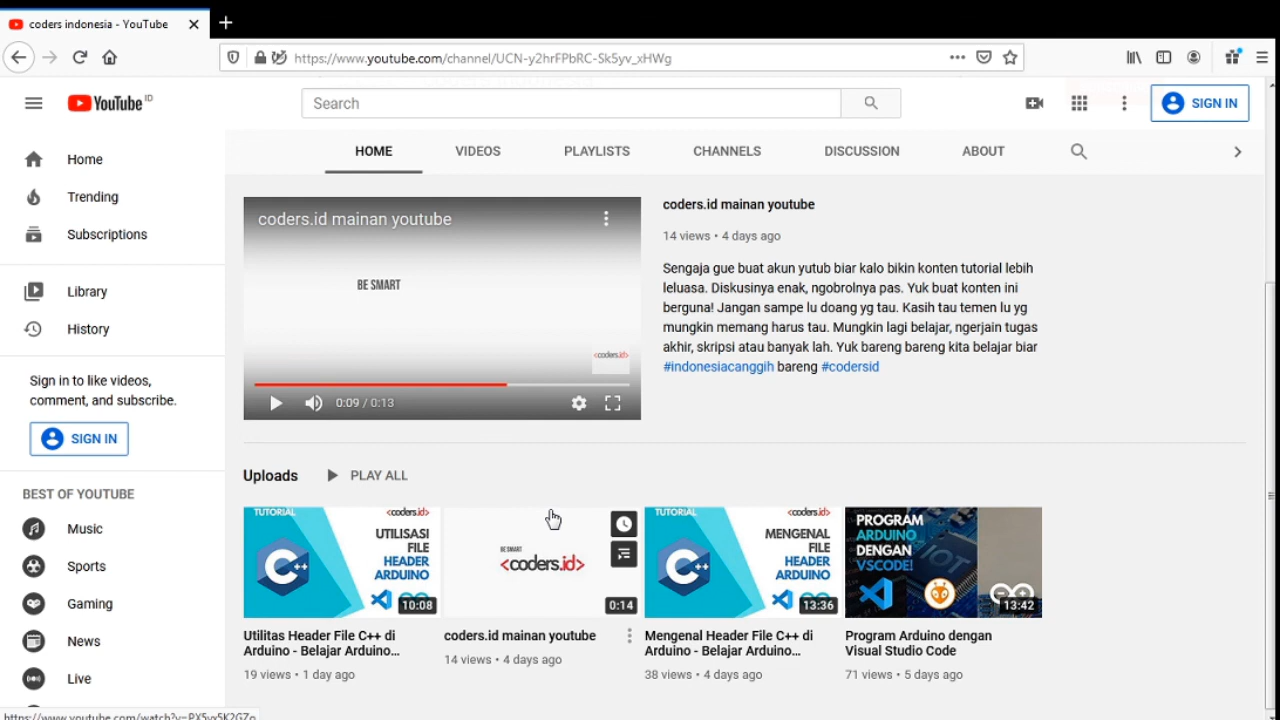 coders indonesia - YouTube
https://www.youtube.com/channel/UCN-y2hrFPbRC-Sk5yv_xHWg
YouTube ID
Search
SIGN IN
HOME VIDEOS PLAYLISTS CHANNELS DISCUSSION ABOUT
Home
Trending
Subscriptions
Library
History
Sign in to like videos,
comment, and subscribe.
SIGN IN
BEST OF YOUTUBE
Music
Sports
Gaming
News
Live
coders.id mainan youtube
BE SMART
<coders.id>
0:09 / 0:13
coders.id mainan youtube
14 views • 4 days ago
Sengaja gue buat akun yutub biar kalo bikin konten tutorial lebih
leluasa. Diskusinya enak, ngobrolnya pas. Yuk buat konten ini
berguna! Jangan sampe lu doang yg tau. Kasih tau temen lu yg
mungkin memang harus tau. Mungkin lagi belajar, ngerjain tugas
akhir, skripsi atau banyak lah. Yuk bareng bareng kita belajar biar
#indonesiacanggih bareng #codersid
Uploads PLAY ALL
TUTORIAL <coders.id>
UTILISASI
FILE
HEADER
ARDUINO
C++
10:08
Utilitas Header File C++ di
Arduino - Belajar Arduino...
19 views • 1 day ago
BE SMART
<coders.id>
0:14
coders.id mainan youtube
14 views • 4 days ago
TUTORIAL <coders.id>
MENGENAL
FILE
HEADER
ARDUINO
C++
13:36
Mengenal Header File C++ di
Arduino - Belajar Arduino...
38 views • 4 days ago
PROGRAM
ARDUINO
DENGAN
VSCODE!
IOT
13:42
Program Arduino dengan
Visual Studio Code
71 views • 5 days ago